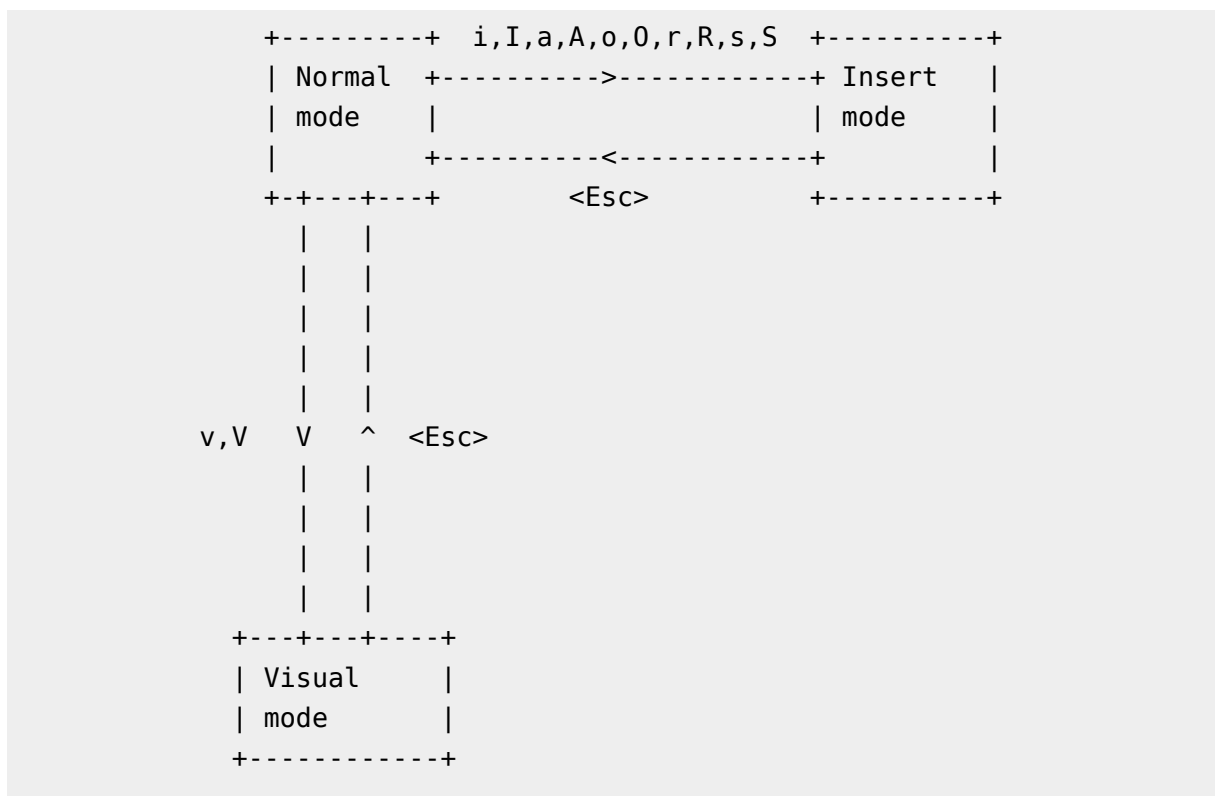 +---------+  i,I,a,A,o,O,r,R,s,S  +----------+
| Normal  +---------->------------+ Insert   |
| mode    |                       | mode     |
|         +----------<------------+          |
+-+---+---+        <Esc>          +----------+
|   |
|   |
|   |
|   |
|   |
v,V   V   ^  <Esc>
|   |
|   |
|   |
|   |
+---+---+----+
| Visual     |
| mode       |
+------------+